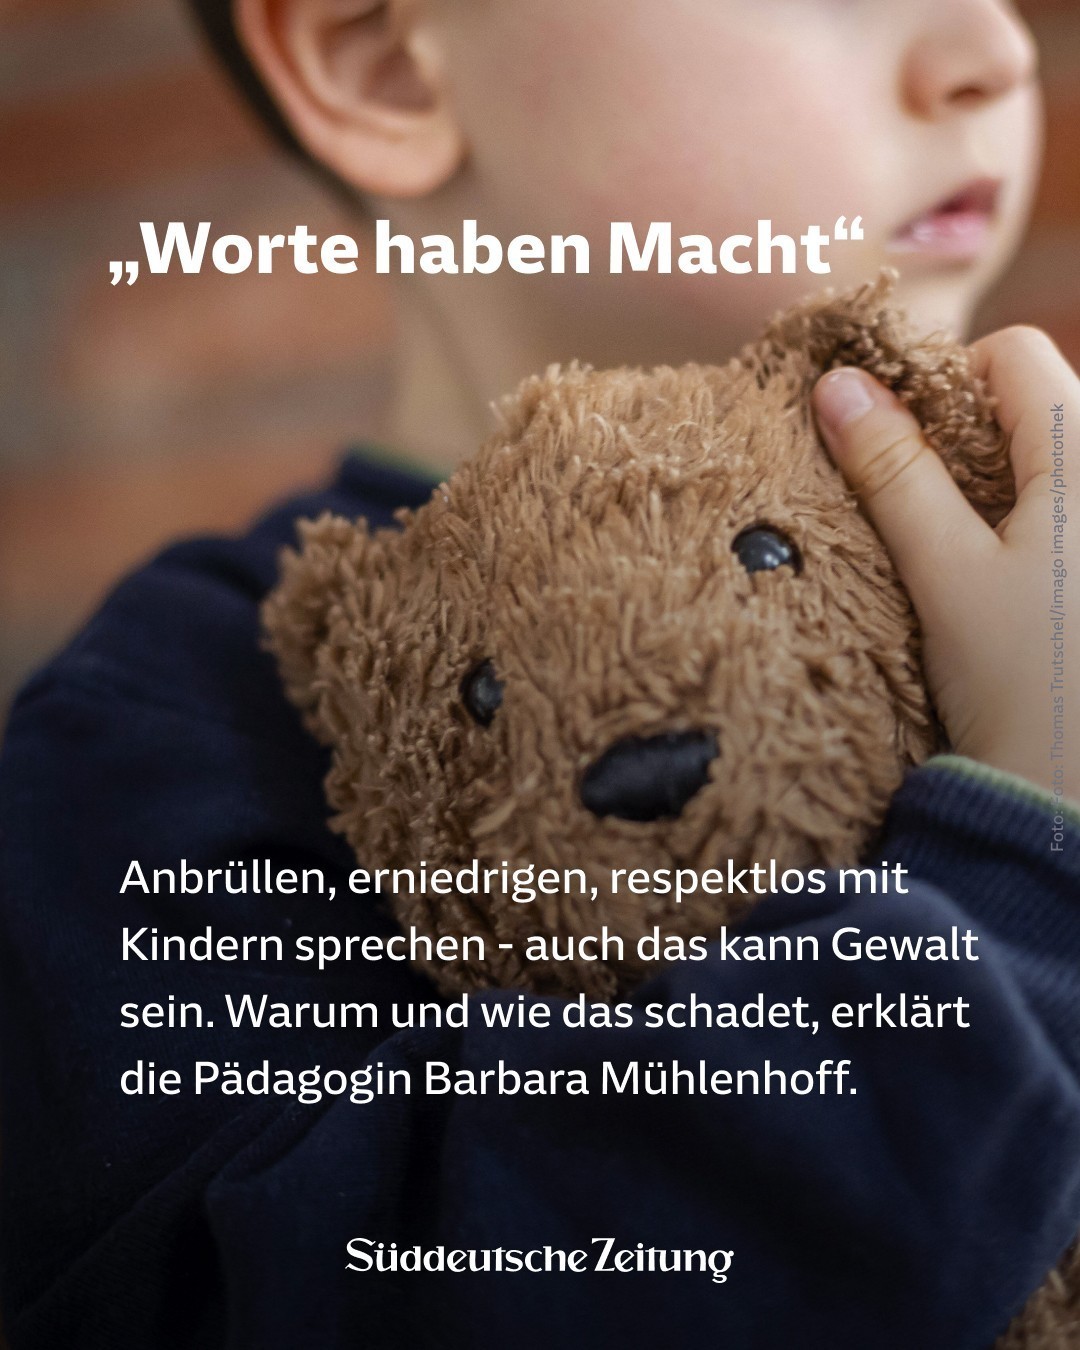 „Worte haben Macht“
Foto: Foto: Thomas Trutschel/imago images/photothek
Anbrüllen, erniedrigen, respektlos mit
Kindern sprechen - auch das kann Gewalt
sein. Warum und wie das schadet, erklärt
die Pädagogin Barbara Mühlenhoff.
Süddeutsche Zeitung